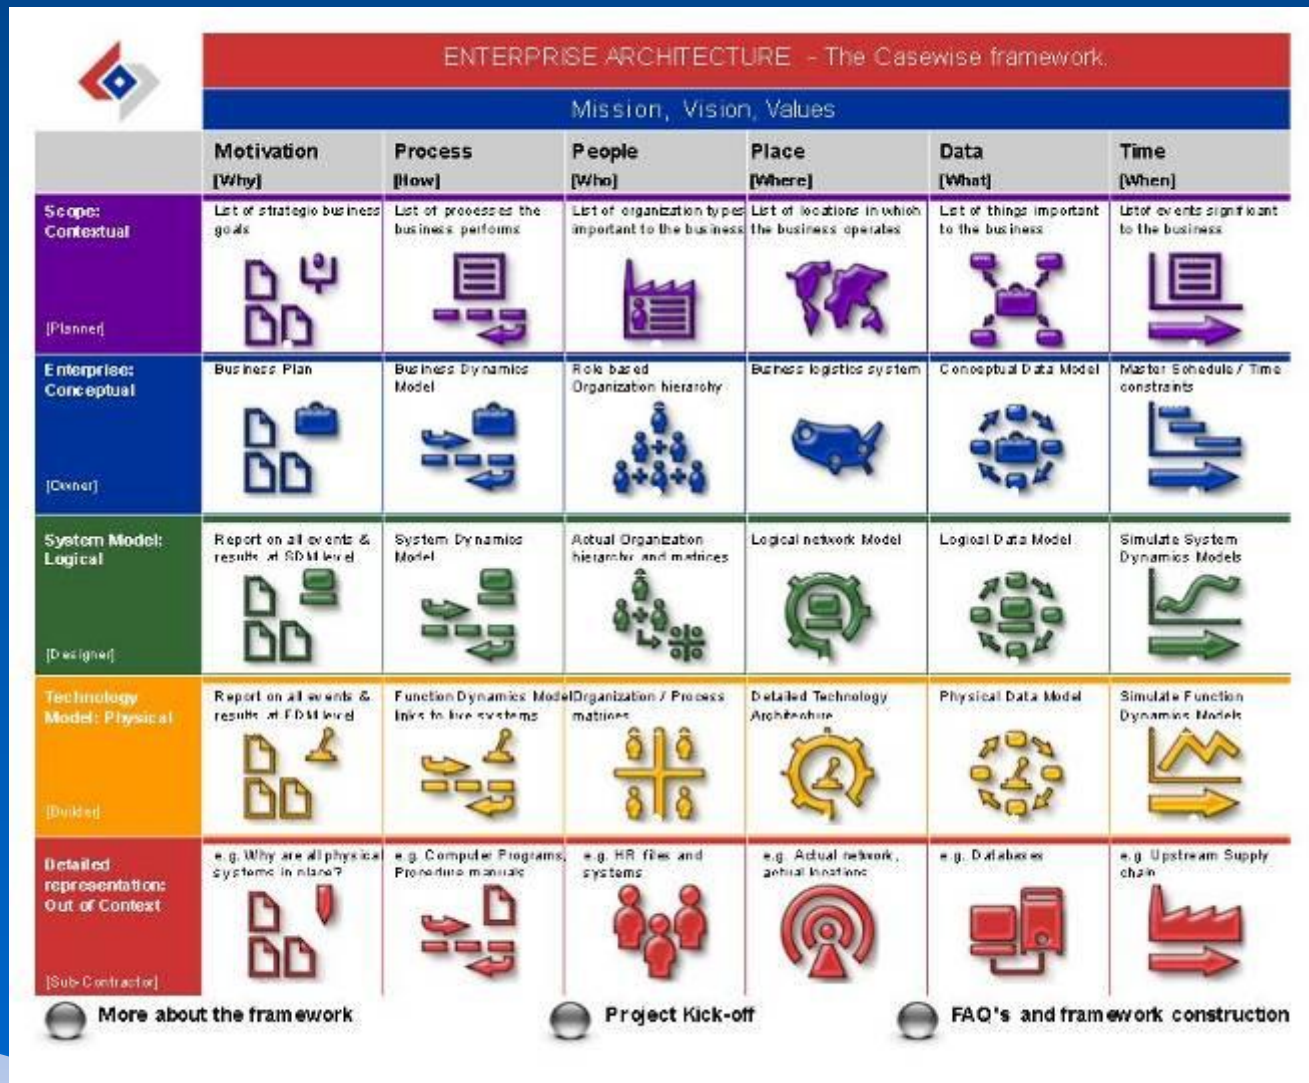 ENTERPRISE ARCHITECTURE - The Casewise framework.
Mission, Vision, Values
Motivation
[Why]
Process
[How]
People
[Who]
Place
[Where]
Data
[What]
Time
[When]
Scope:
Contextual
[Planner]
List of strategic business
goals
List of processes the
business performs
List of organization types
important to the business
List of locations in which
the business operates
List of things important
to the business
List of events significant
to the business
Enterprise:
Conceptual
[Owner]
Business Plan
Business Dynamics
Model
Role based
Organization hierarchy
Business logistics system
Conceptual Data Model
Master Schedule / Time
constraints
System Model:
Logical
[Designer]
Report on all events &
results at SDM level
System Dynamics
Model
Actual Organization
hierarchy and matrices
Logical network Model
Logical Data Model
Simulate System
Dynamics Models
Technology
Model: Physical
[Builder]
Report on all events &
results at FDM level
Function Dynamics Model
links to live systems
Organization / Process
matrices
Detailed Technology
Architecture
Physical Data Model
Simulate Function
Dynamics Models
Detailed
representation:
Out of Context
[Sub-Contractor]
e.g. Why are all physical
systems in place?
e.g. Computer Programs,
Procedure manuals
e.g. HR files and
systems
e.g. Actual network,
actual locations
e.g. Databases
e.g. Upstream Supply
chain
More about the framework
Project Kick-off
FAQ's and framework construction